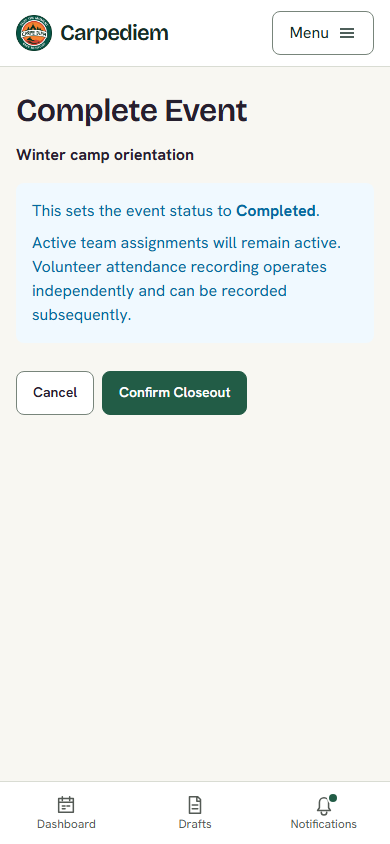 Carpediem
Menu
Complete Event
Winter camp orientation
This sets the event status to Completed.
Active team assignments will remain active.
Volunteer attendance recording operates
independently and can be recorded
subsequently.
Cancel
Confirm Closeout
Dashboard
Drafts
Notifications